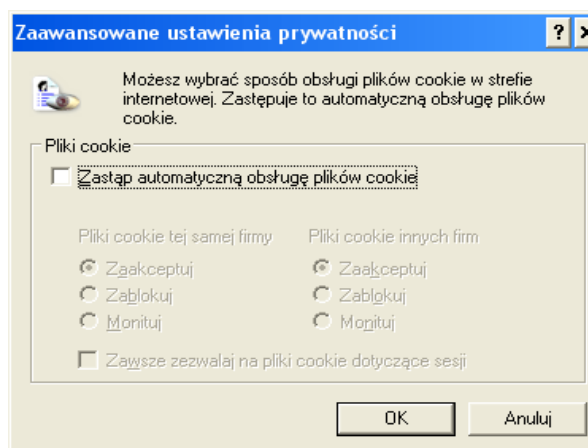 Zaawansowane ustawienia prywatności
Możesz wybrać sposób obsługi plików cookie w strefie
internetowej. Zastępuje to automatyczną obsługę plików
cookie.
Pliki cookie
Zastąp automatyczną obsługę plików cookie
Pliki cookie tej samej firmy Pliki cookie innych firm
Zaakceptuj Zaakceptuj
Zablokuj Zablokuj
Monituj Monituj
Zawsze zezwalaj na pliki cookie dotyczące sesji
OK Anuluj